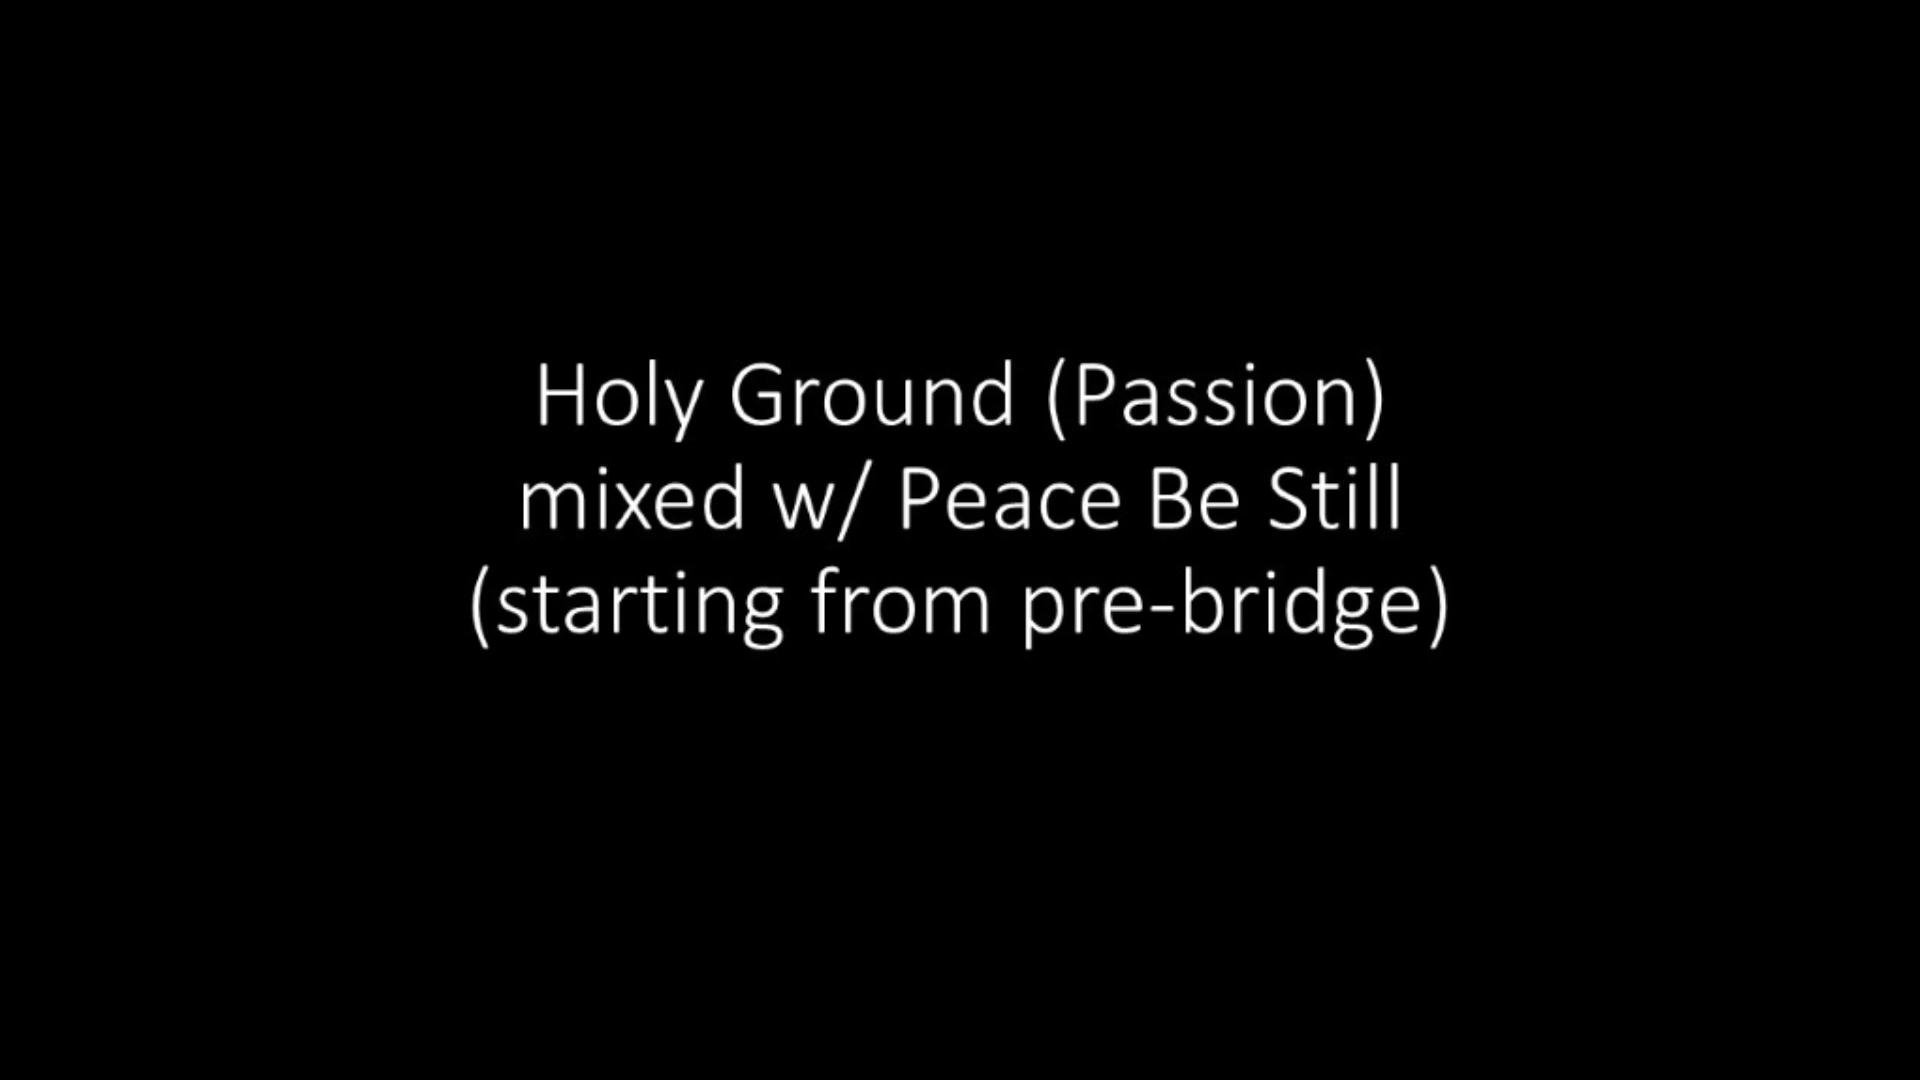 Holy Ground (Passion)
mixed w/ Peace Be Still
(starting from pre-bridge)